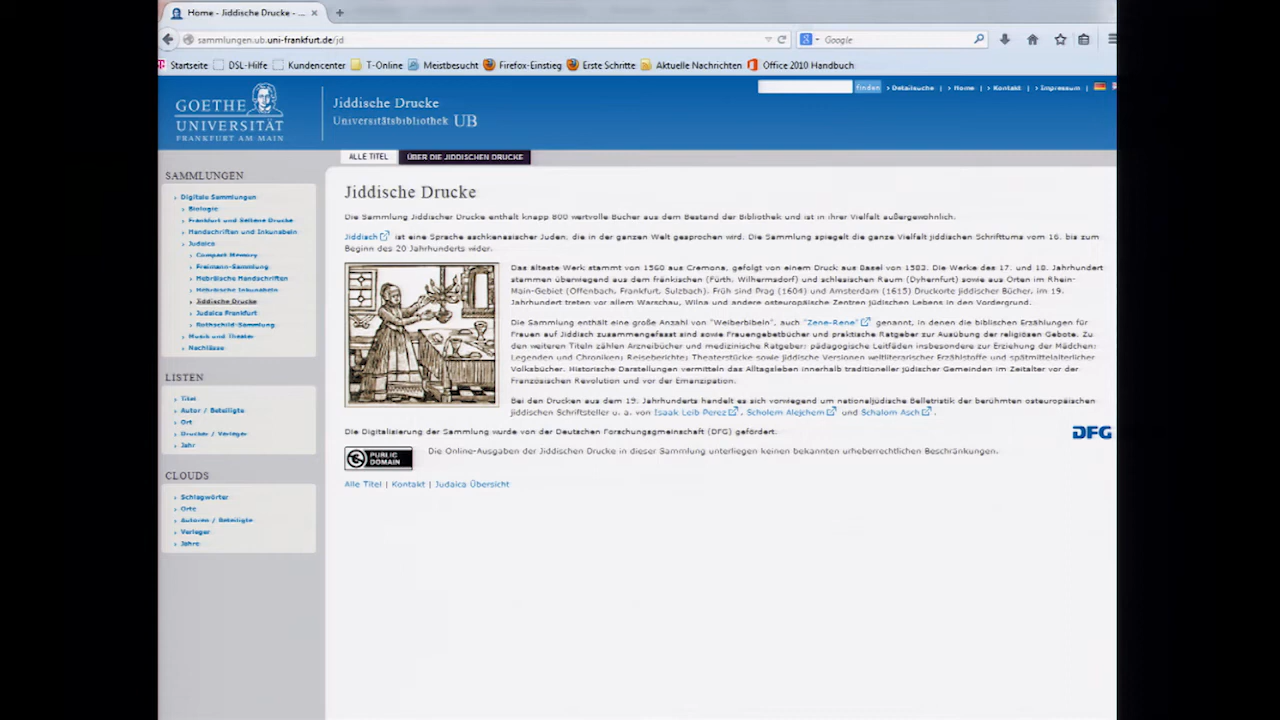 Home - Jiddische Drucke - ...
sammlungen.ub.uni-frankfurt.de/jd
Google
Startseite DSL-Hilfe Kundencenter T-Online Meistbesucht Firefox-Einstieg Erste Schritte Aktuelle Nachrichten Office 2010 Handbuch
finden › Detailsuche | › Home | › Kontakt | › Impressum
GOETHE UNIVERSITÄT
FRANKFURT AM MAIN
Jiddische Drucke
Universitätsbibliothek UB
ALLE TITEL ÜBER DIE JIDDISCHEN DRUCKE
SAMMLUNGEN
Digitale Sammlungen
Biologie
Frankfurt und Seltene Drucke
Handschriften und Inkunabeln
Judaica
Compact Memory
Freimann-Sammlung
Hebräische Handschriften
Hebräische Inkunabeln
Jiddische Drucke
Judaica Frankfurt
Rothschild-Sammlung
Musik und Theater
Nachlässe
LISTEN
Titel
Autor / Beteiligte
Ort
Drucker / Verleger
Jahr
CLOUDS
Schlagwörter
Orte
Autoren / Beteiligte
Verleger
Jahre
Jiddische Drucke
Die Sammlung Jiddischer Drucke enthält knapp 800 wertvolle Bücher aus dem Bestand der Bibliothek und ist in ihrer Vielfalt außergewöhnlich.
Jiddisch ist eine Sprache aschkenasischer Juden, die in der ganzen Welt gesprochen wird. Die Sammlung spiegelt die ganze Vielfalt jiddischen Schrifttums vom 16. bis zum
Beginn des 20 Jahrhunderts wider.
Das älteste Werk stammt von 1560 aus Cremona, gefolgt von einem Druck aus Basel von 1583. Die Werke des 17. und 18. Jahrhundert
stammen überwiegend aus dem fränkischen (Fürth, Wilhermsdorf) und schlesischen Raum (Dyhernfurt) sowie aus Orten im Rhein-
Main-Gebiet (Offenbach, Frankfurt, Sulzbach). Früh sind Prag (1604) und Amsterdam (1615) Druckorte jiddischer Bücher, im 19.
Jahrhundert treten vor allem Warschau, Wilna und andere osteuropäische Zentren jüdischen Lebens in den Vordergrund.
Die Sammlung enthält eine große Anzahl von "Weiberbibeln", auch "Zene-Rene" genannt, in denen die biblischen Erzählungen für
Frauen auf Jiddisch zusammengefasst sind sowie Frauengebetbücher und praktische Ratgeber zur Ausübung der religiösen Gebote. Zu
den weiteren Titeln zählen Arzneibücher und medizinische Ratgeber; pädagogische Leitfäden insbesondere zur Erziehung der Mädchen;
Legenden und Chroniken; Reiseberichte; Theaterstücke sowie jiddische Versionen weltliterarischer Erzählstoffe und spätmittelalterlicher
Volksbücher. Historische Darstellungen vermitteln das Alltagsleben innerhalb traditioneller jüdischer Gemeinden im Zeitalter vor der
Französischen Revolution und vor der Emanzipation.
Bei den Drucken aus dem 19. Jahrhunderts handelt es sich vorwiegend um nationaljüdische Belletristik der berühmten osteuropäischen
jiddischen Schriftsteller u. a. von Isaak Leib Perez, Scholem Alejchem und Schalom Asch.
Die Digitalisierung der Sammlung wurde von der Deutschen Forschungsgemeinschaft (DFG) gefördert.
DFG
PUBLIC DOMAIN
Die Online-Ausgaben der Jiddischen Drucke in dieser Sammlung unterliegen keinen bekannten urheberrechtlichen Beschränkungen.
Alle Titel | Kontakt | Judaica Übersicht